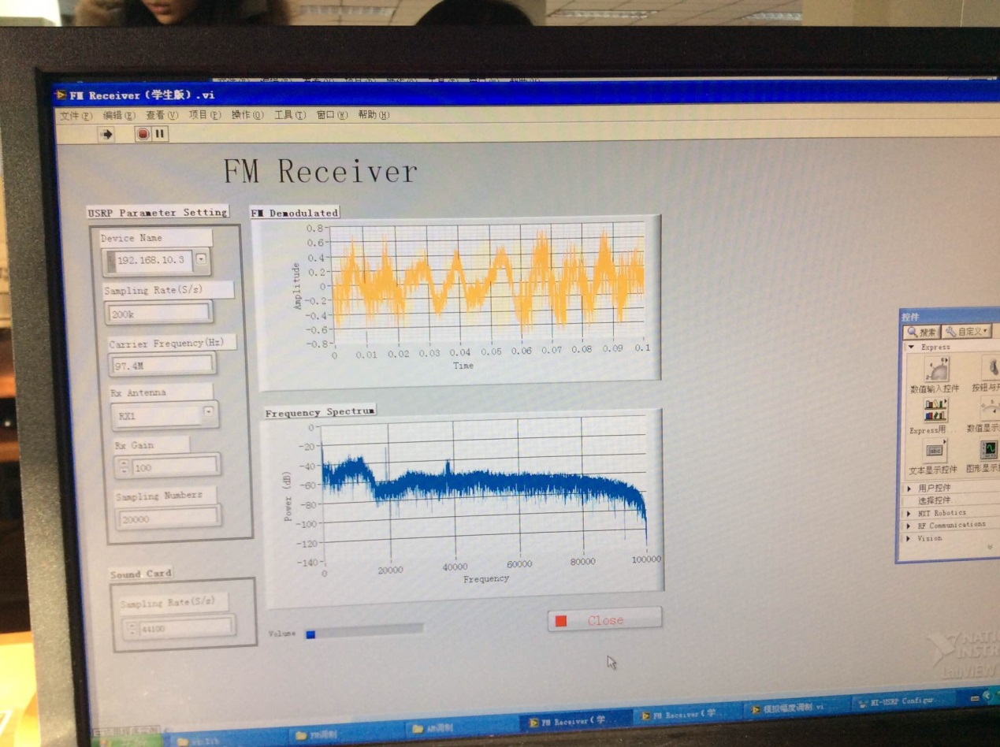 FM Receiver（学生版）.vi
文件(F) 编辑(E) 查看(V) 项目(P) 操作(O) 工具(T) 窗口(W) 帮助(H)
FM Receiver
USRP Parameter Setting
Device Name
192.168.10.3
Sampling Rate(S/s)
200k
Carrier Frequency(Hz)
97.4M
Rx Antenna
RX1
Rx Gain
100
Sampling Numbers
20000
Sound Card
Sampling Rate(S/s)
44100
FM Demodulated
0.8
0.6
0.4
0.2
0
-0.2
-0.4
-0.6
-0.8
Amplitude
0 0.01 0.02 0.03 0.04 0.05 0.06 0.07 0.08 0.09 0.1
Time
Frequency Spectrum
0
-20
-40
-60
-80
-100
-120
-140
Power (dB)
0 20000 40000 60000 80000 100000
Frequency
Volume
Close
控件
搜索 自定义
Express
数值输入控件 按钮与开
Express用.. 数值显示
文本显示控件 图形显示
用户控件
选择控件...
NXT Robotics
RF Communications
Vision
NATI
INSTR
LabVIEW
FM调制
AM调制
FM Receiver（学...
FM Receiver（学...
模拟幅度调制.vi
NI-USRP Configur...